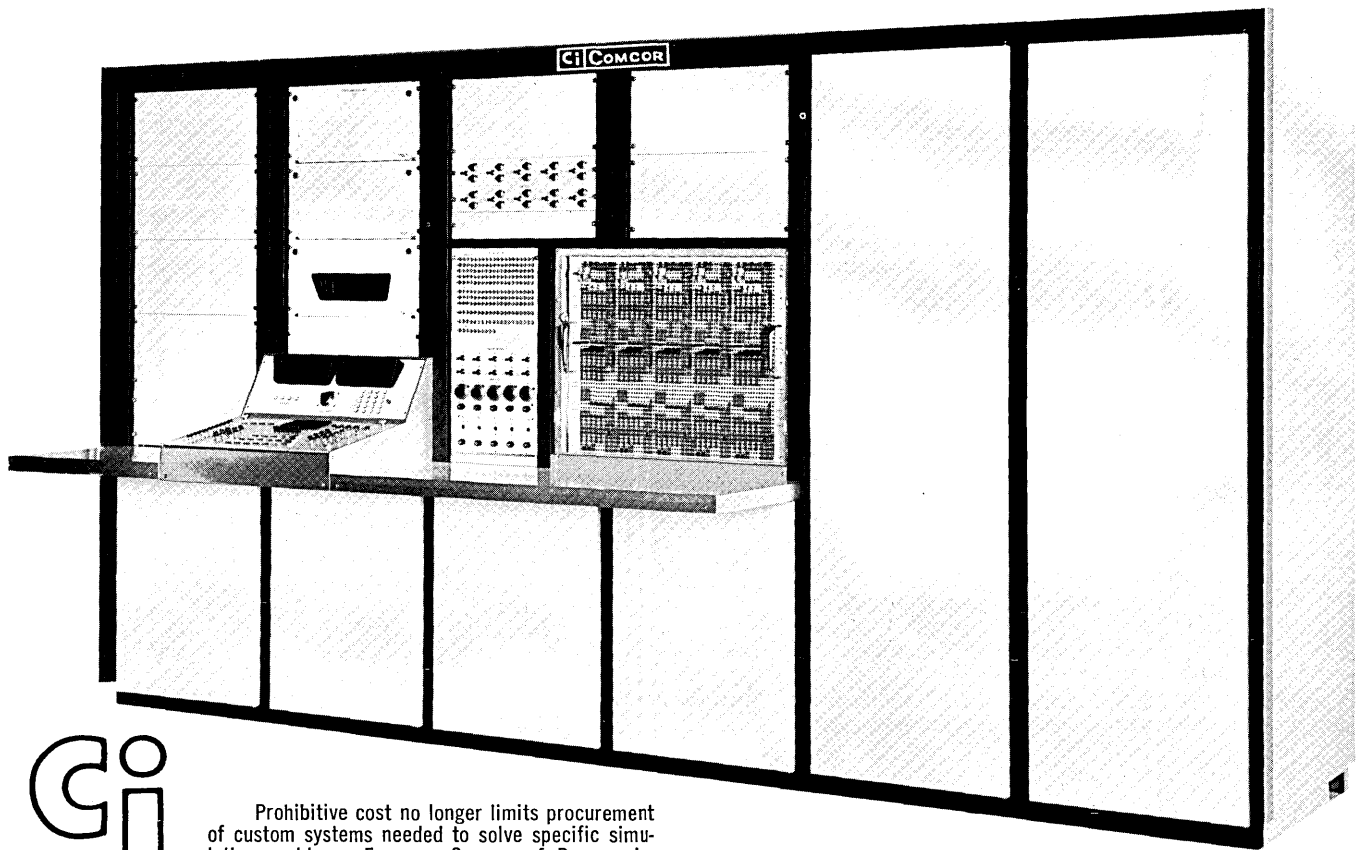 Ci COMCOR
Ci
Prohibitive cost no longer limits procurement
of custom systems needed to solve specific simu-